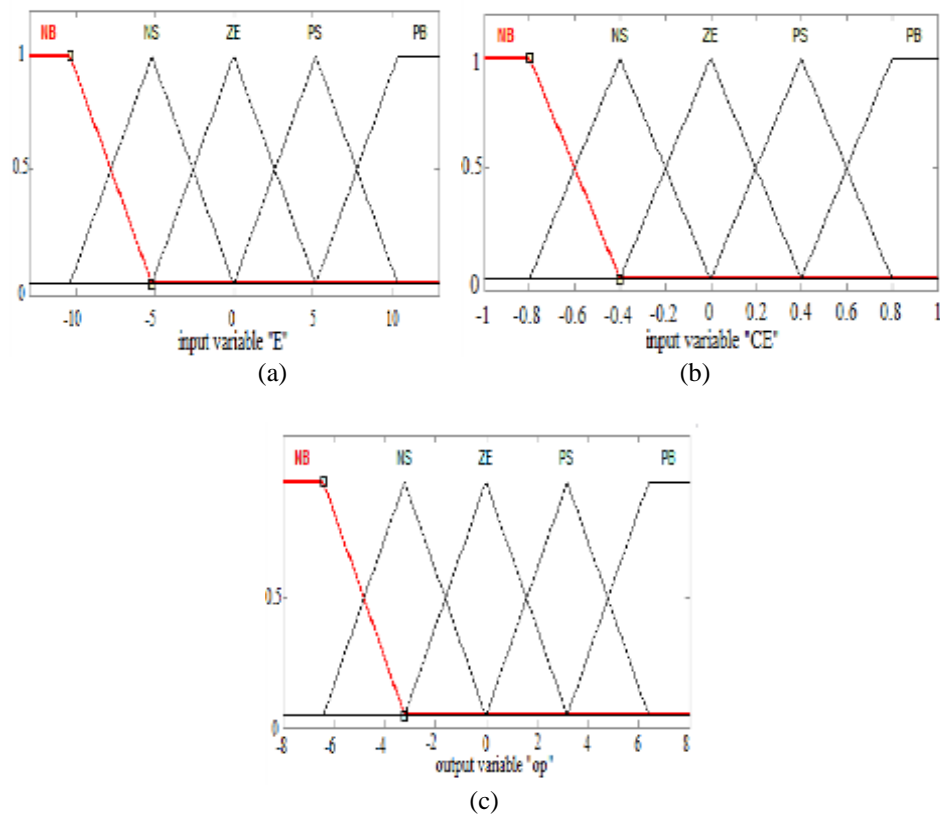 NB NS ZE PS PB
1
0.5
0
-10 -5 0 5 10
input variable "E"
(a)
NB NS ZE PS PB
1
0.5
0
-1 -0.8 -0.6 -0.4 -0.2 0 0.2 0.4 0.6 0.8 1
input variable "CE"
(b)
NB NS ZE PS PB
0.5
0
-8 -6 -4 -2 0 2 4 6 8
output variable "op"
(c)